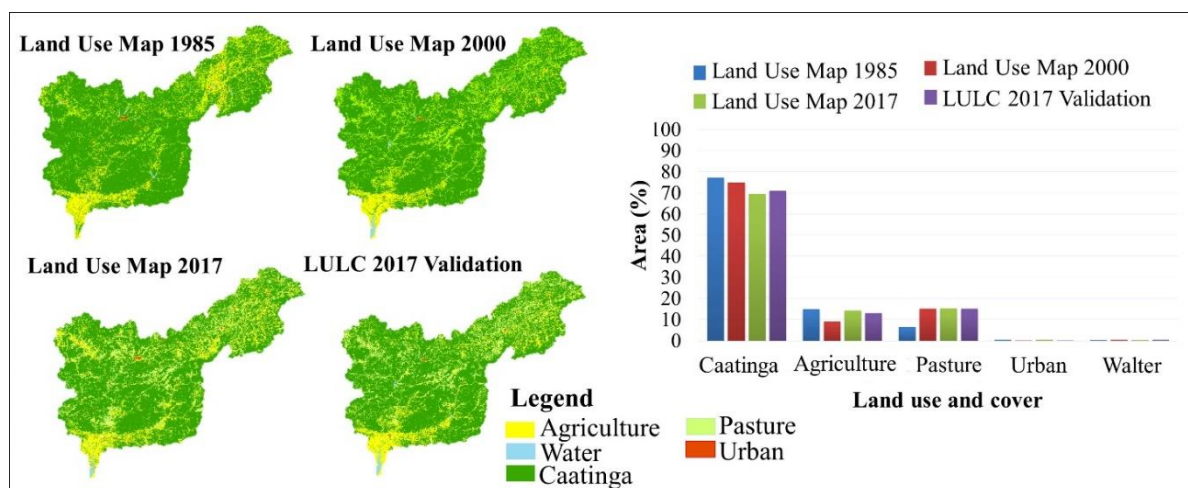 Land Use Map 1985
Land Use Map 2000
Land Use Map 2017
LULC 2017 Validation
Legend
Agriculture
Water
Caatinga
Pasture
Urban
Land Use Map 1985
Land Use Map 2000
Land Use Map 2017
LULC 2017 Validation
Area (%)
100
90
80
70
60
50
40
30
20
10
0
Caatinga Agriculture Pasture Urban Walter
Land use and cover